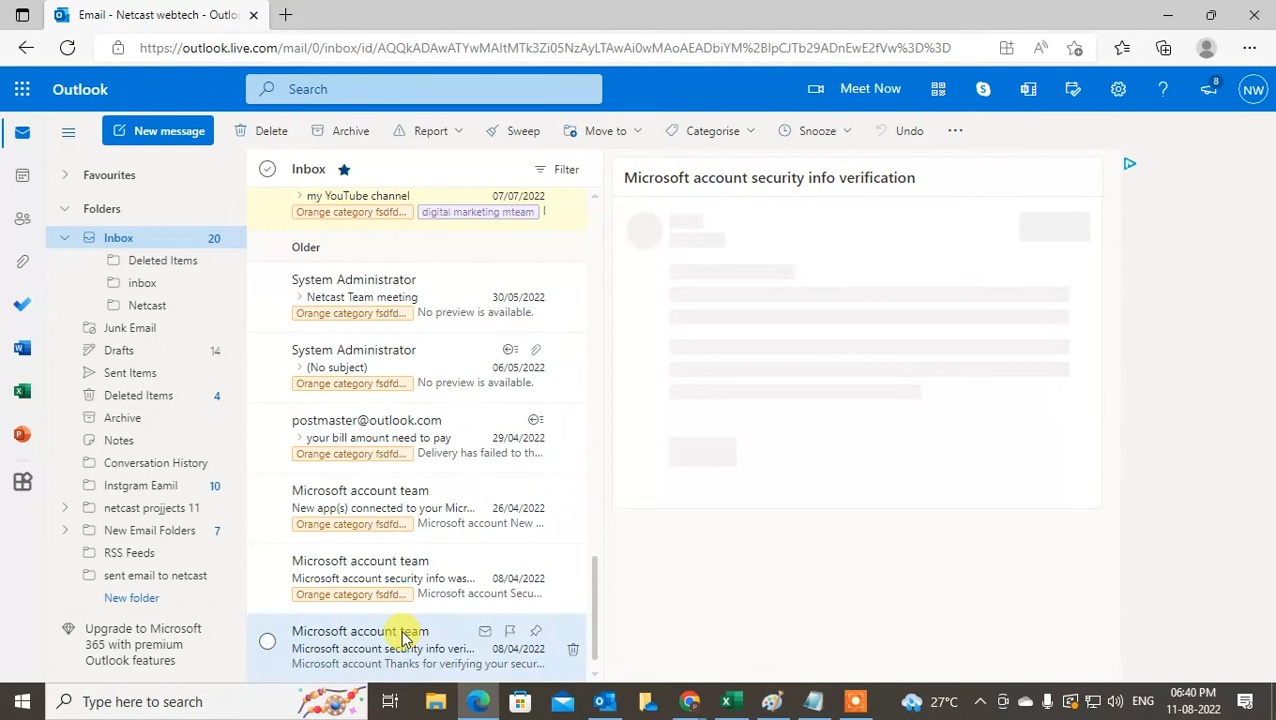 Email - Netcast webtech - Outlo
https://outlook.live.com/mail/0/inbox/id/AQQkADAwATYwMAItMTk3Zi05NzAyLTAwAi0wMAoAEADbiYM%2BIpCJTb29ADnEwE2fVw%3D%3D
Outlook
Search
Meet Now
8
NW
New message
Delete
Archive
Report
Sweep
Move to
Categorise
Snooze
Undo
Favourites
Folders
Inbox 20
Deleted Items
inbox
Netcast
Junk Email
Drafts 14
Sent Items
Deleted Items 4
Archive
Notes
Conversation History
Instgram Eamil 10
netcast projjects 11
New Email Folders 7
RSS Feeds
sent email to netcast
New folder
Upgrade to Microsoft
365 with premium
Outlook features
Inbox
Filter
my YouTube channel 07/07/2022
Orange category fsdfd... digital marketing mteam
Older
System Administrator
Netcast Team meeting 30/05/2022
Orange category fsdfd... No preview is available.
System Administrator
(No subject) 06/05/2022
Orange category fsdfd... No preview is available.
postmaster@outlook.com
your bill amount need to pay 29/04/2022
Orange category fsdfd... Delivery has failed to th...
Microsoft account team
New app(s) connected to your Micr... 26/04/2022
Orange category fsdfd... Microsoft account New ...
Microsoft account team
Microsoft account security info was... 08/04/2022
Orange category fsdfd... Microsoft account Secu...
Microsoft account team
Microsoft account security info veri... 08/04/2022
Microsoft account Thanks for verifying your secur...
Microsoft account security info verification
Type here to search
27°C
ENG
06:40 PM
11-08-2022